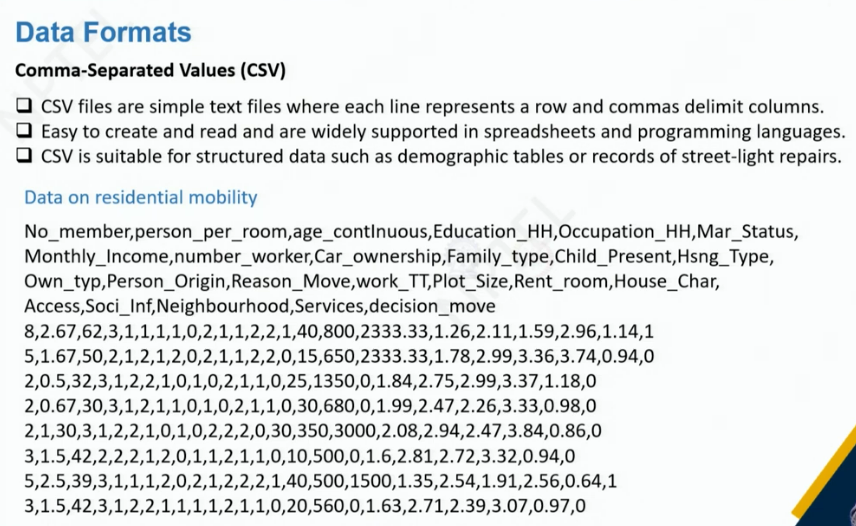 Data Formats
Comma-Separated Values (CSV)
❑ CSV files are simple text files where each line represents a row and commas delimit columns.
❑ Easy to create and read and are widely supported in spreadsheets and programming languages.
❑ CSV is suitable for structured data such as demographic tables or records of street-light repairs.
Data on residential mobility
No_member,person_per_room,age_contInuous,Education_HH,Occupation_HH,Mar_Status,
Monthly_Income,number_worker,Car_ownership,Family_type,Child_Present,Hsng_Type,
Own_typ,Person_Origin,Reason_Move,work_TT,Plot_Size,Rent_room,House_Char,
Access,Soci_Inf,Neighbourhood,Services,decision_move
8,2.67,62,3,1,1,1,1,0,2,1,1,2,2,1,40,800,2333.33,1.26,2.11,1.59,2.96,1.14,1
5,1.67,50,2,1,2,1,2,0,2,1,1,2,2,0,15,650,2333.33,1.78,2.99,3.36,3.74,0.94,0
2,0.5,32,3,1,2,2,1,0,1,0,2,1,1,0,25,1350,0,1.84,2.75,2.99,3.37,1.18,0
2,0.67,30,3,1,2,1,1,0,1,0,2,1,1,0,30,680,0,1.99,2.47,2.26,3.33,0.98,0
2,1,30,3,1,2,2,1,0,1,0,2,2,2,0,30,350,3000,2.08,2.94,2.47,3.84,0.86,0
3,1.5,42,2,2,2,1,2,0,1,1,2,1,1,0,10,500,0,1.6,2.81,2.72,3.32,0.94,0
5,2.5,39,3,1,1,1,2,0,2,1,2,2,2,1,40,500,1500,1.35,2.54,1.91,2.56,0.64,1
3,1.5,42,3,1,2,2,1,1,1,1,2,1,1,0,20,560,0,1.63,2.71,2.39,3.07,0.97,0